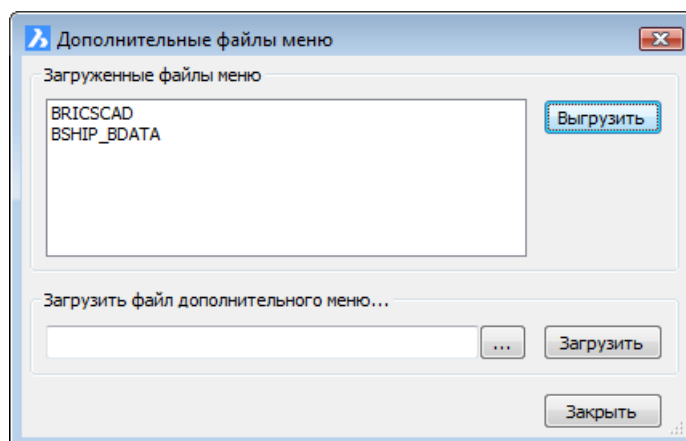 Дополнительные файлы меню
Загруженные файлы меню
BRICSCAD
BSHIP_BDATA
Выгрузить
Загрузить файл дополнительного меню...
...
Загрузить
Закрыть